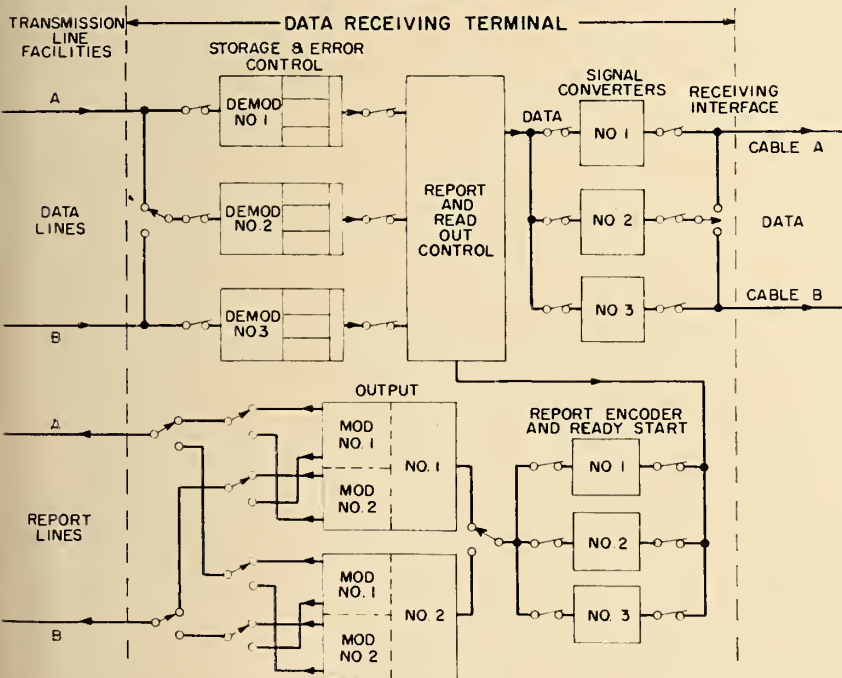 TRANSMISSION
LINE
FACILITIES
DATA RECEIVING TERMINAL
STORAGE & ERROR
CONTROL
SIGNAL
CONVERTERS
RECEIVING
INTERFACE
A
DEMOD
NO. 1
DATA
NO 1
CABLE A
DATA
LINES
DEMOD
NO. 2
REPORT
AND
READ
OUT
CONTROL
NO 2
DATA
B
DEMOD
NO. 3
NO 3
CABLE B
OUTPUT
REPORT ENCODER
AND READY START
A
MOD
NO. 1
NO. 1
MOD
NO. 2
NO 1
REPORT
LINES
NO. 2
B
MOD
NO. 1
NO. 2
MOD
NO 2
NO. 3